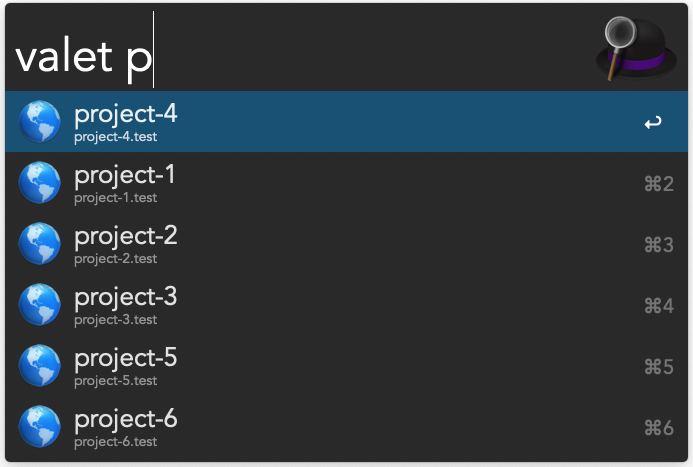 valet p
project-4
project-4.test
↩
project-1
project-1.test
⌘2
project-2
project-2.test
⌘3
project-3
project-3.test
⌘4
project-5
project-5.test
⌘5
project-6
project-6.test
⌘6